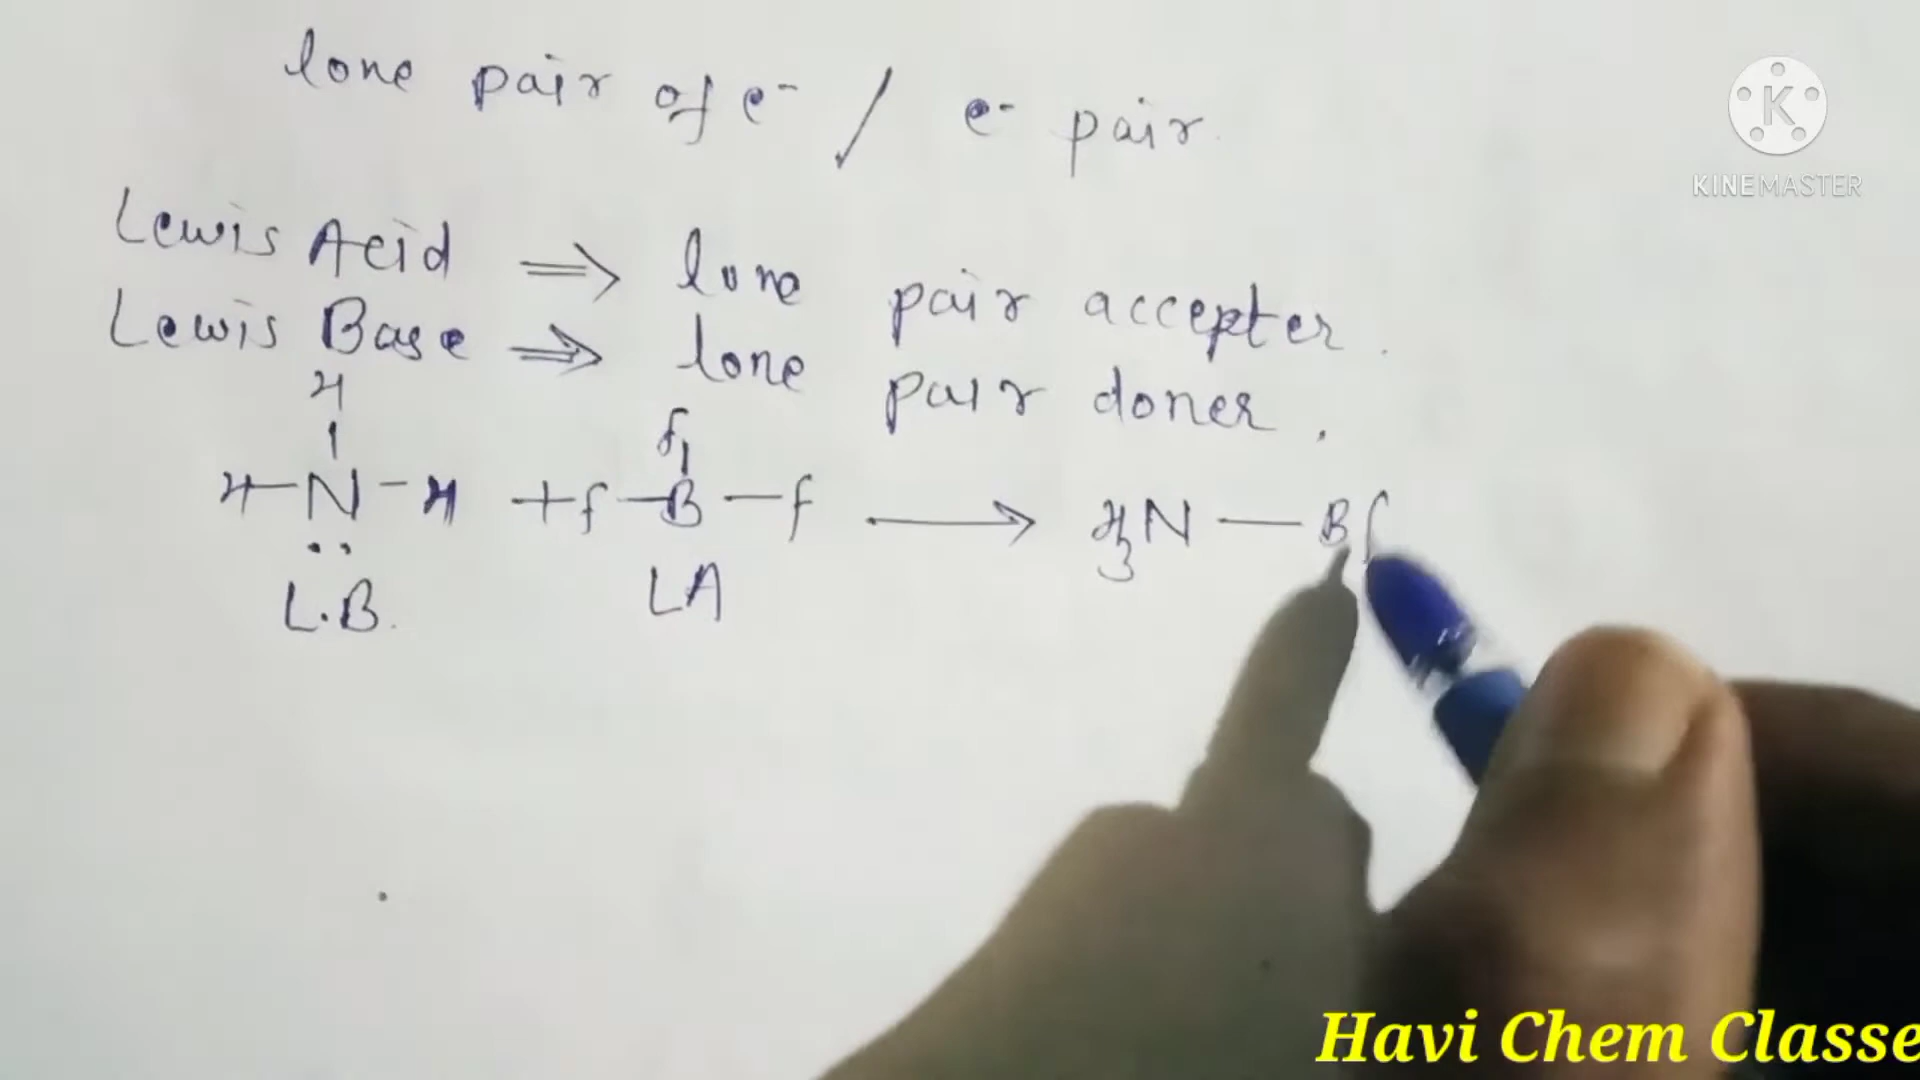 lone pair of e- / e- pair
K
KINEMASTER
Lewis Acid ⇒ lone pair accepter.
Lewis Base ⇒ lone pair doner.
H f
H-N-H + f-B-f → H3N — Bf
L.B. LA
Havi Chem Classe